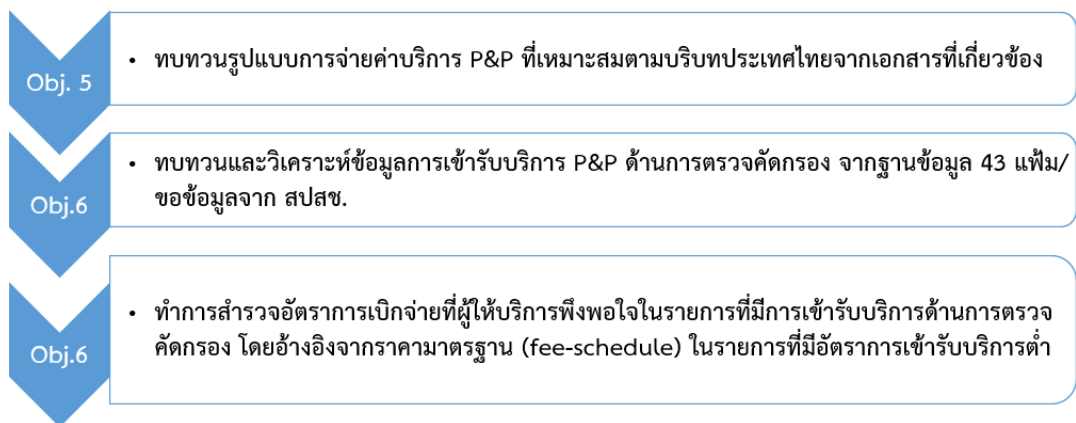 Obj. 5
• ทบทวนรูปแบบการจ่ายค่าบริการ P&P ที่เหมาะสมตามบริบทประเทศไทยจากเอกสารที่เกี่ยวข้อง
Obj.6
• ทบทวนและวิเคราะห์ข้อมูลการเข้ารับบริการ P&P ด้านการตรวจคัดกรอง จากฐานข้อมูล 43 แฟ้ม/
ขอข้อมูลจาก สปสช.
Obj.6
• ทำการสำรวจอัตราการเบิกจ่ายที่ผู้ให้บริการพึงพอใจในรายการที่มีการเข้ารับบริการด้านการตรวจ
คัดกรอง โดยอ้างอิงจากราคามาตรฐาน (fee-schedule) ในรายการที่มีอัตราการเข้ารับบริการต่ำ